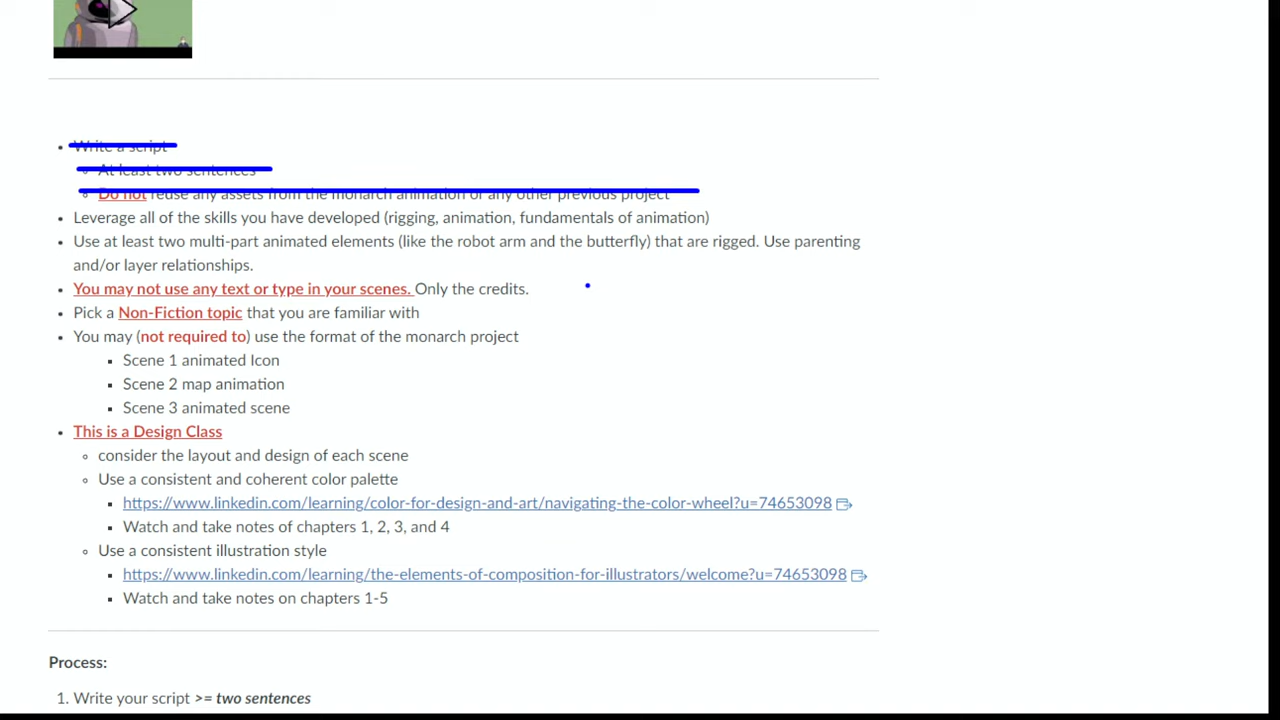 Write a script
At least two sentences
Do not reuse any assets from the monarch animation or any other previous project
Leverage all of the skills you have developed (rigging, animation, fundamentals of animation)
Use at least two multi-part animated elements (like the robot arm and the butterfly) that are rigged. Use parenting
and/or layer relationships.
You may not use any text or type in your scenes. Only the credits.
Pick a Non-Fiction topic that you are familiar with
You may (not required to) use the format of the monarch project
Scene 1 animated Icon
Scene 2 map animation
Scene 3 animated scene
This is a Design Class
consider the layout and design of each scene
Use a consistent and coherent color palette
https://www.linkedin.com/learning/color-for-design-and-art/navigating-the-color-wheel?u=74653098
Watch and take notes of chapters 1, 2, 3, and 4
Use a consistent illustration style
https://www.linkedin.com/learning/the-elements-of-composition-for-illustrators/welcome?u=74653098
Watch and take notes on chapters 1-5
Process:
1. Write your script >= two sentences